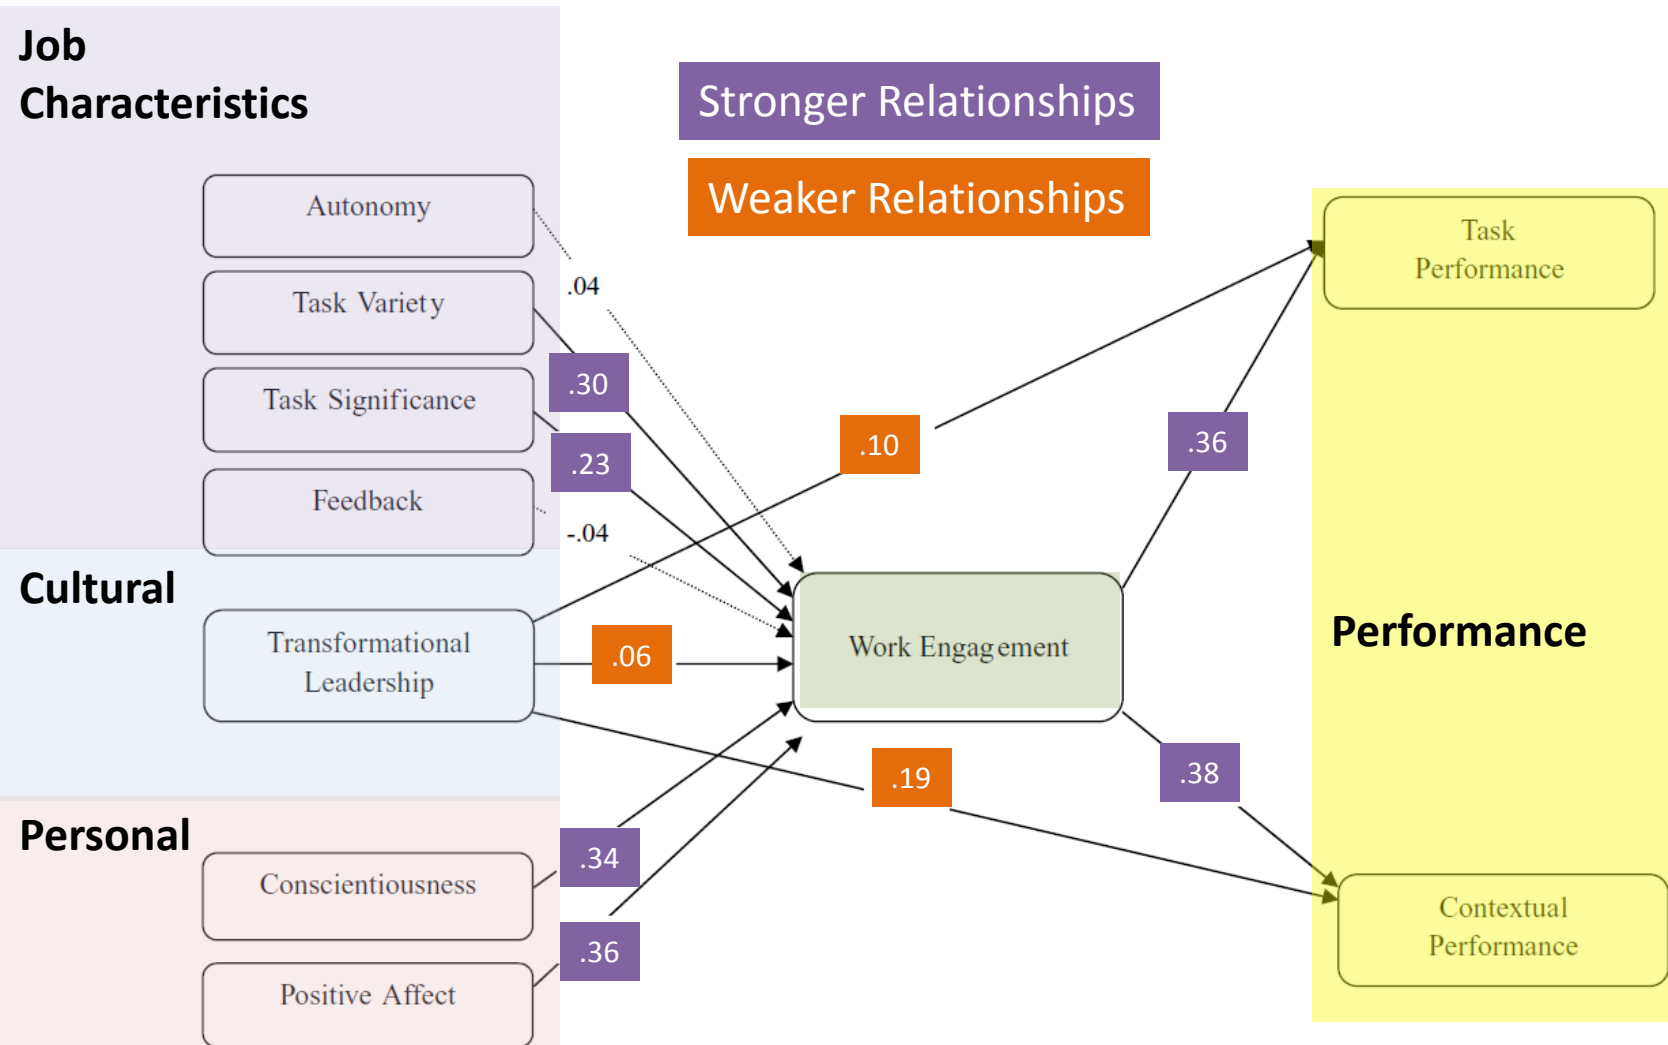 Job
Characteristics
Stronger Relationships
Weaker Relationships
Autonomy
Task Variety
Task Significance
Feedback
.04
.30
.23
-.04
.10
.36
Task
Performance
Cultural
Transformational
Leadership
.06
Work Engagement
Performance
.19
.38
Personal
Conscientiousness
Positive Affect
.34
.36
Contextual
Performance